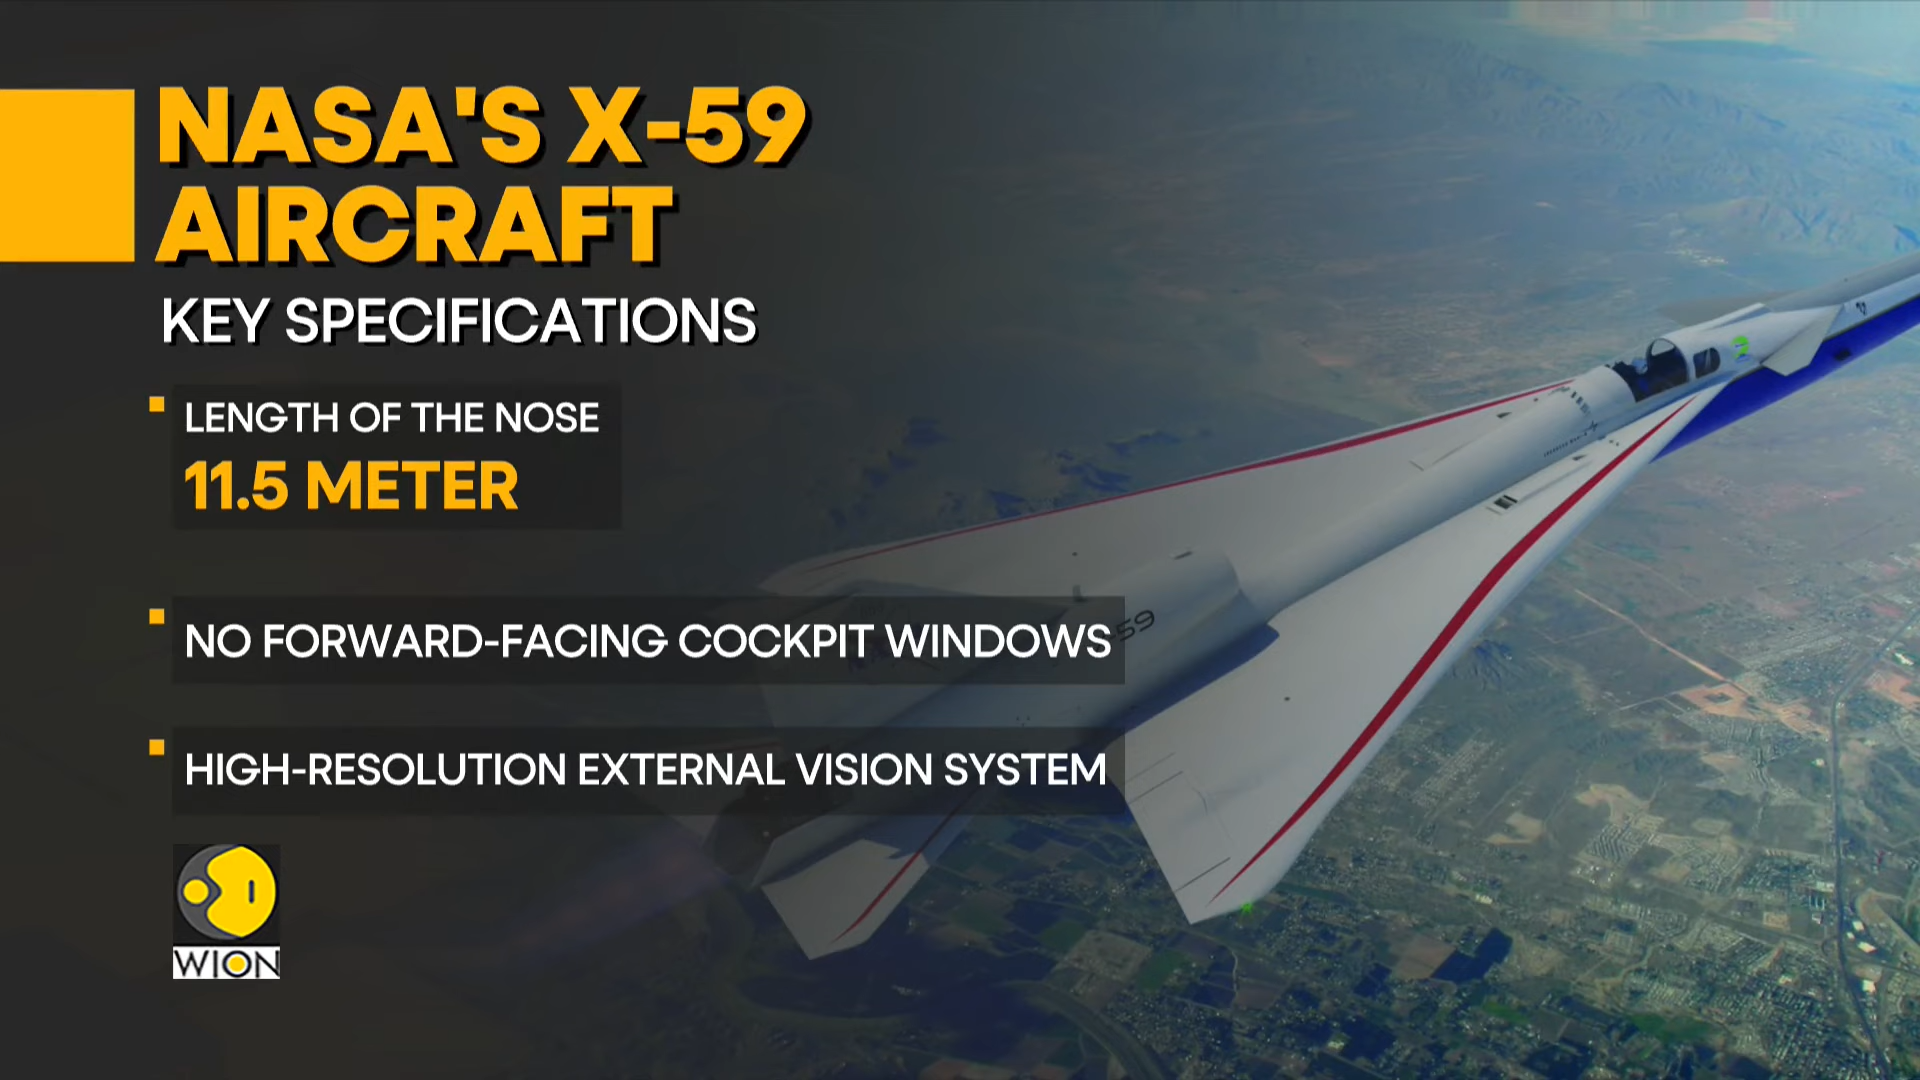 NASA'S X-59
AIRCRAFT
KEY SPECIFICATIONS
LENGTH OF THE NOSE
11.5 METER
NO FORWARD-FACING COCKPIT WINDOWS
59
HIGH-RESOLUTION EXTERNAL VISION SYSTEM
WION